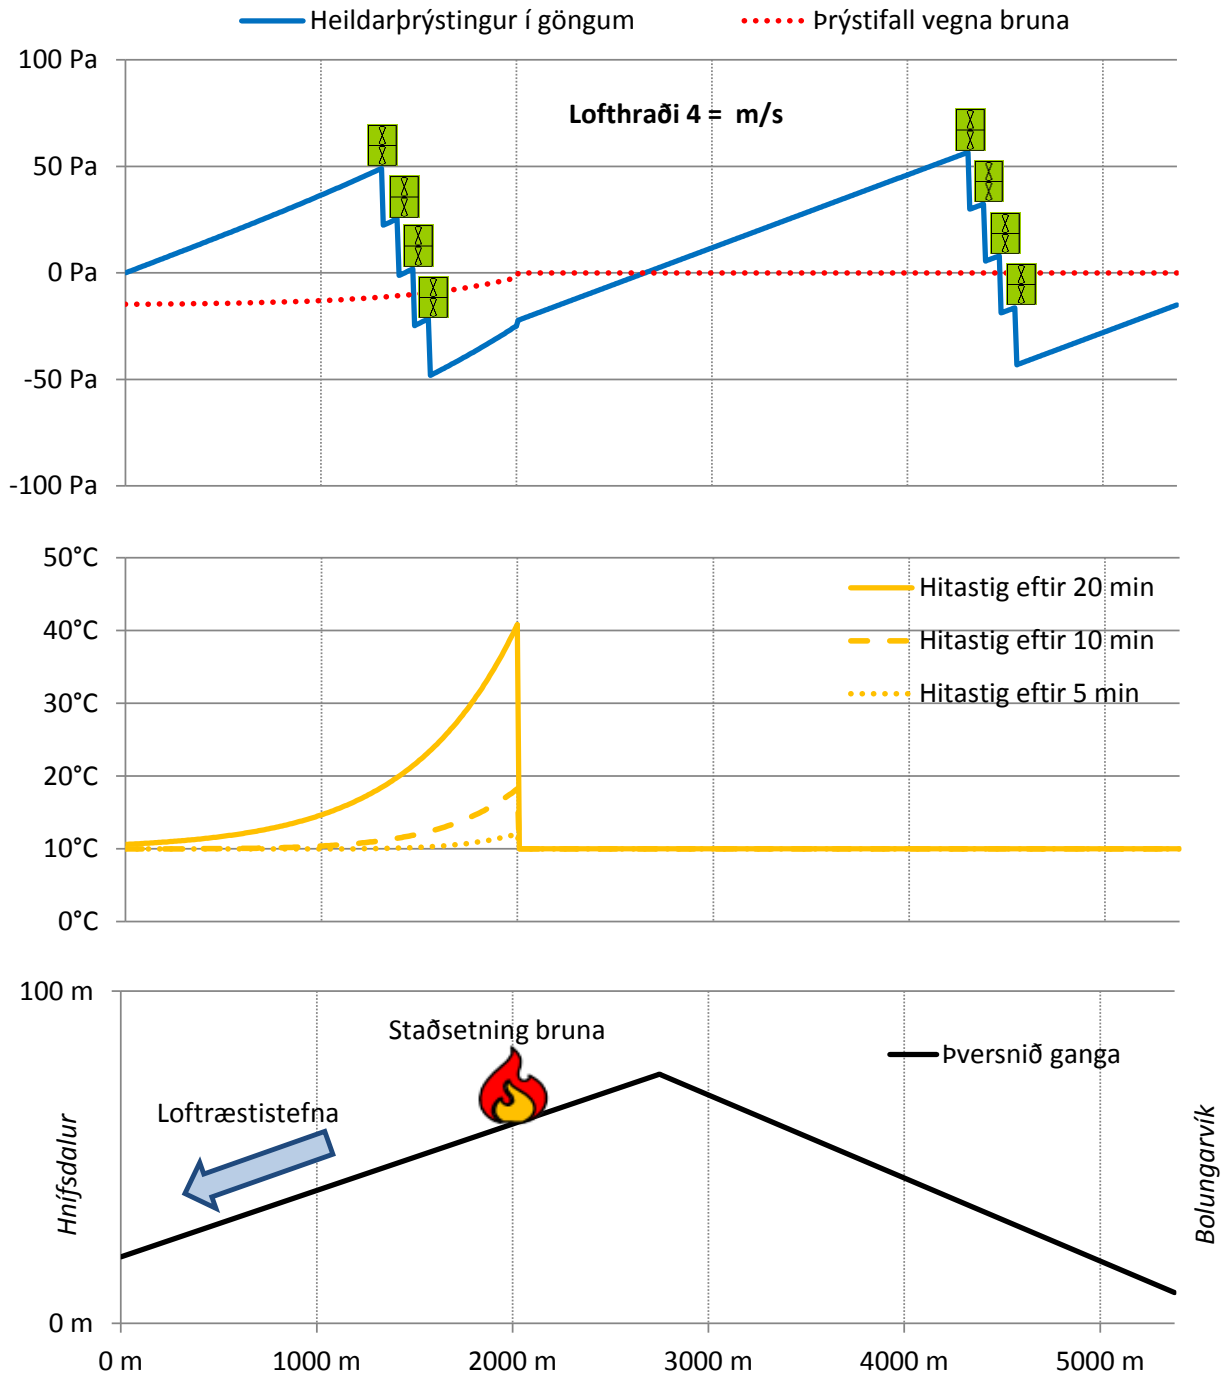 Heildarþrýstingur í göngum
Þrýstifall vegna bruna
100 Pa
Lofthraði 4 = m/s
50 Pa
0 Pa
-50 Pa
-100 Pa
50°C
Hitastig eftir 20 min
40°C
Hitastig eftir 10 min
30°C
Hitastig eftir 5 min
20°C
10°C
0°C
100 m
Staðsetning bruna
Þversnið ganga
Loftræstistefna
Hnífsdalur
Bolungarvík
0 m
0 m 1000 m 2000 m 3000 m 4000 m 5000 m